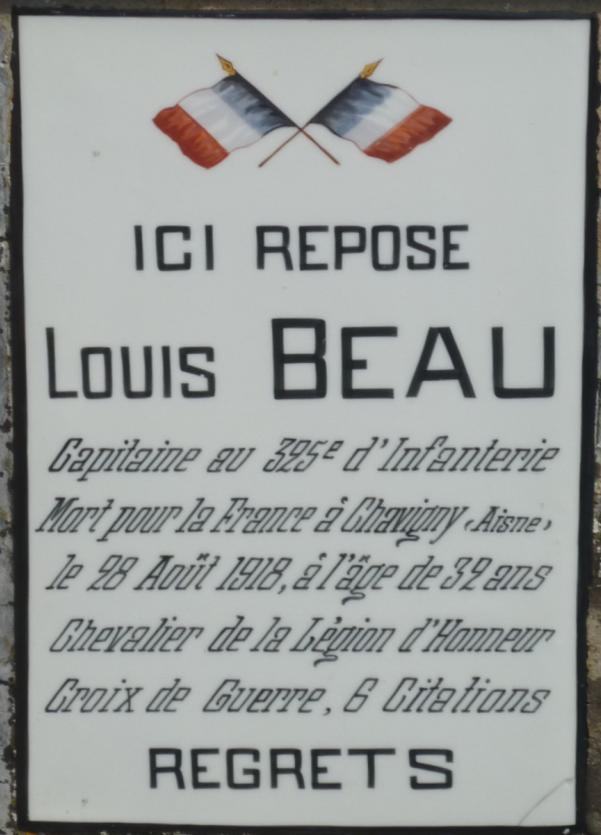 ICI REPOSE
LOUIS BEAU
Capitaine au 325e d'Infanterie
Mort pour la France à Chavigny (Aisne)
le 28 Août 1918, à l'âge de 32 ans
Chevalier de la Légion d'Honneur
Croix de Guerre, 6 Citations
REGRETS